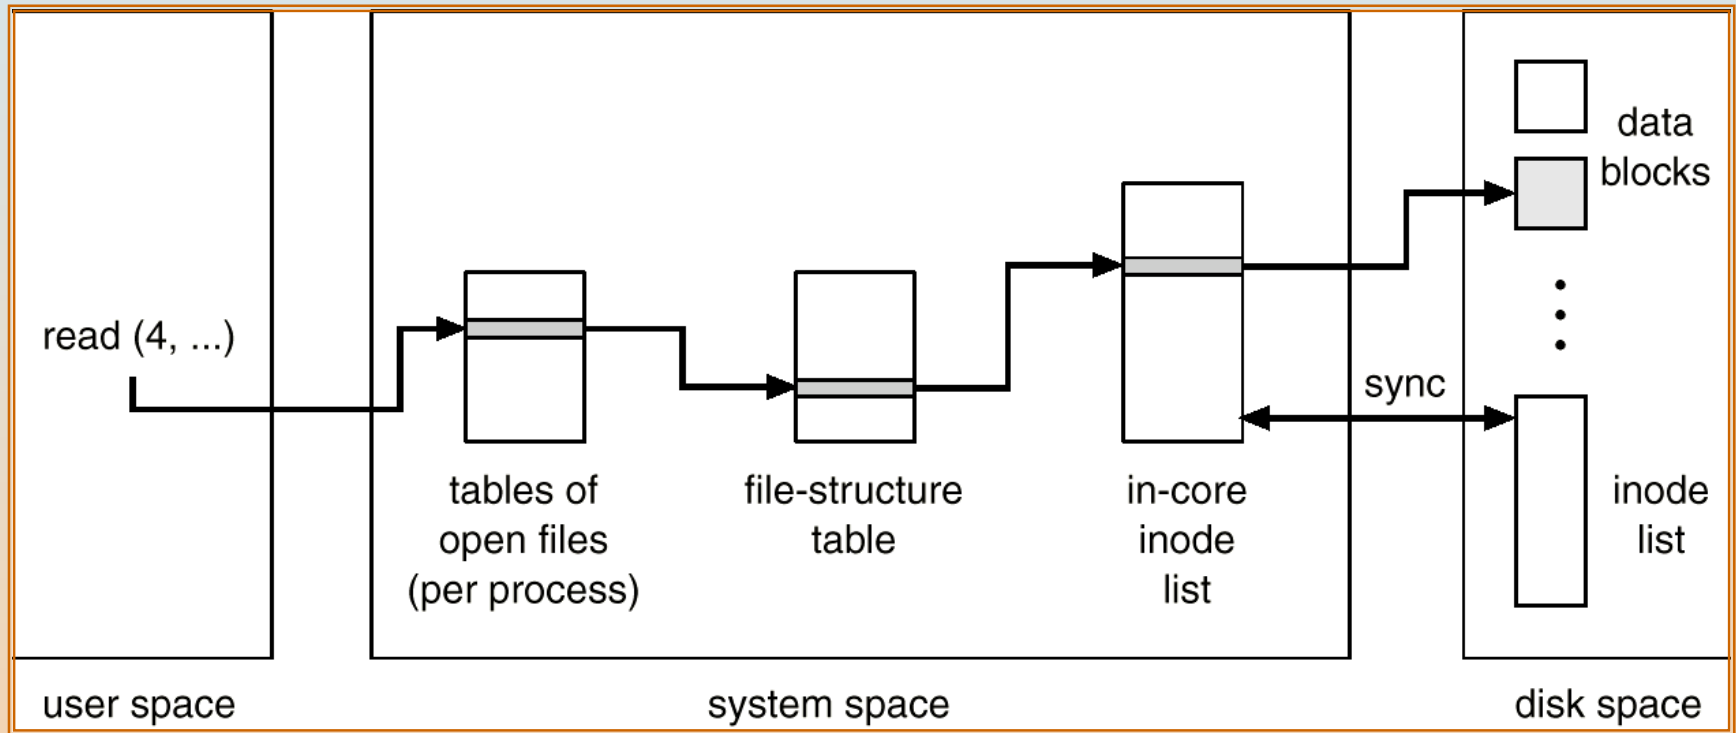 data
blocks
read (4, ...)
sync
tables of
open files
(per process)
file-structure
table
in-core
inode
list
inode
list
user space
system space
disk space